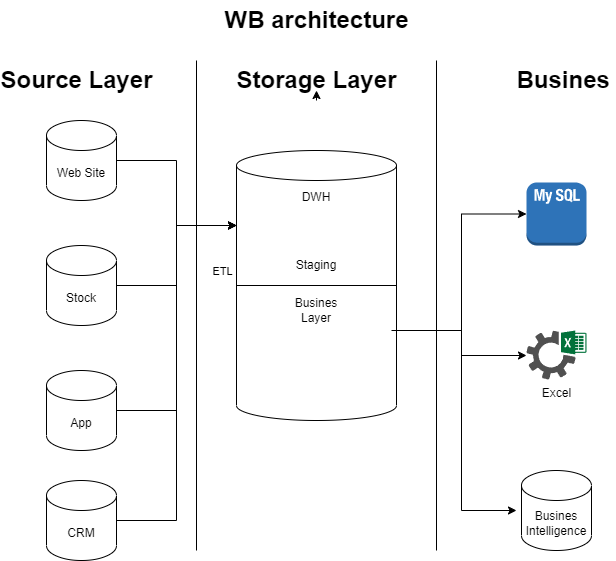 WB architecture
Source Layer
Storage Layer
Busines
Web Site
Stock
App
CRM
ETL
DWH
Staging
Busines
Layer
My SQL
X
Excel
Busines
Intelligence